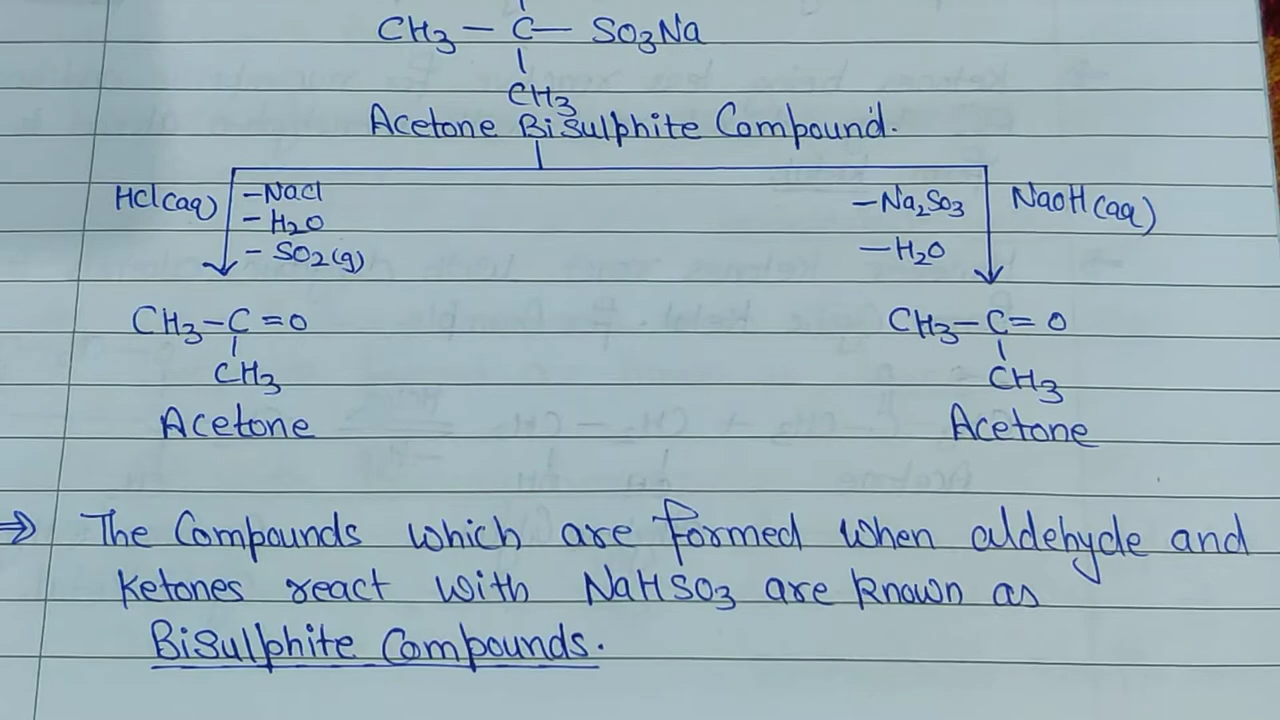 CH3 — C — SO3Na
CH3
Acetone BiSulphite Compound.
HCl(aq)
-NaCl
- H2O
- SO2(g)
-Na2SO3
-H2O
NaOH(aq)
CH3-C=O
CH3
Acetone
CH3-C=O
CH3
Acetone
⇒ The Compounds which are formed when aldehyde and
Ketones react with NaHSO3 are known as
BiSulphite Compounds.